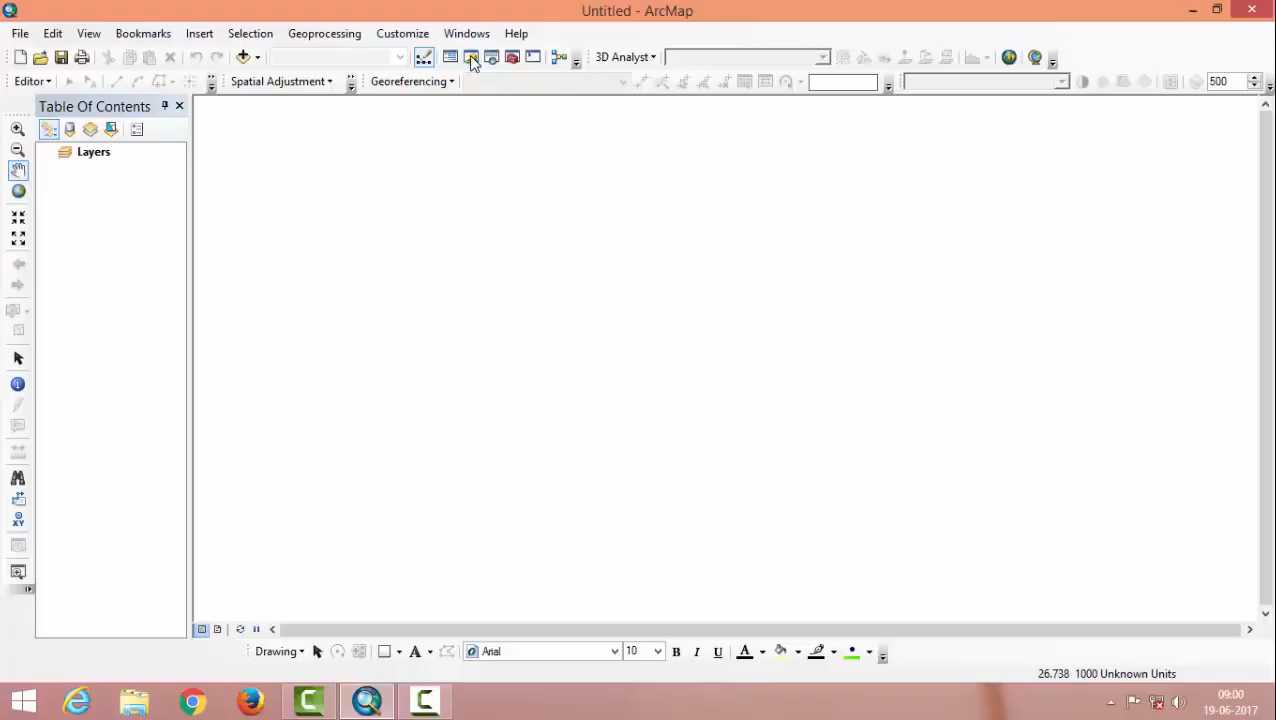 Untitled - ArcMap
File Edit View Bookmarks Insert Selection Geoprocessing Customize Windows Help
3D Analyst
Editor Spatial Adjustment Georeferencing 500
Table Of Contents
Layers
Drawing Arial 10 B I U A
26.738 1000 Unknown Units
09:00
19-06-2017